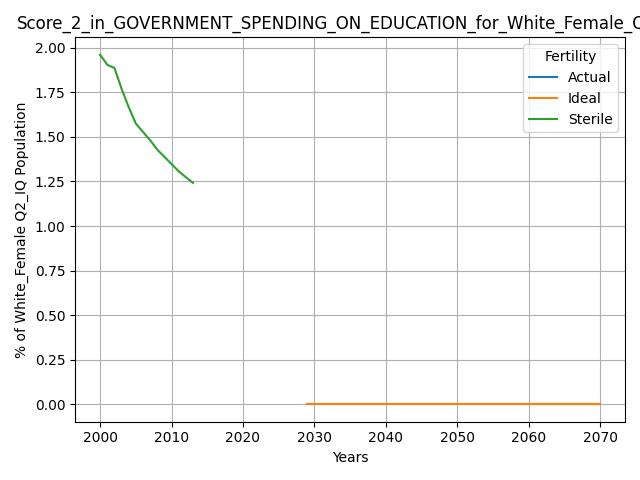 Score_2_in_GOVERNMENT_SPENDING_ON_EDUCATION_for_White_Female_
Fertility
Actual
Ideal
Sterile
% of White_Female Q2_IQ Population
2.00
1.75
1.50
1.25
1.00
0.75
0.50
0.25
0.00
2000 2010 2020 2030 2040 2050 2060 2070
Years